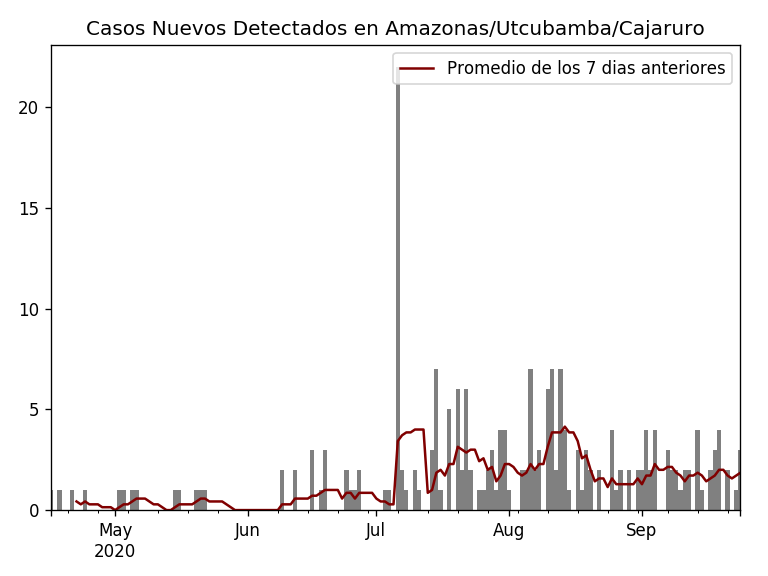 Casos Nuevos Detectados en Amazonas/Utcubamba/Cajaruro
Promedio de los 7 dias anteriores
20
15
10
5
0
May Jun Jul Aug Sep
2020